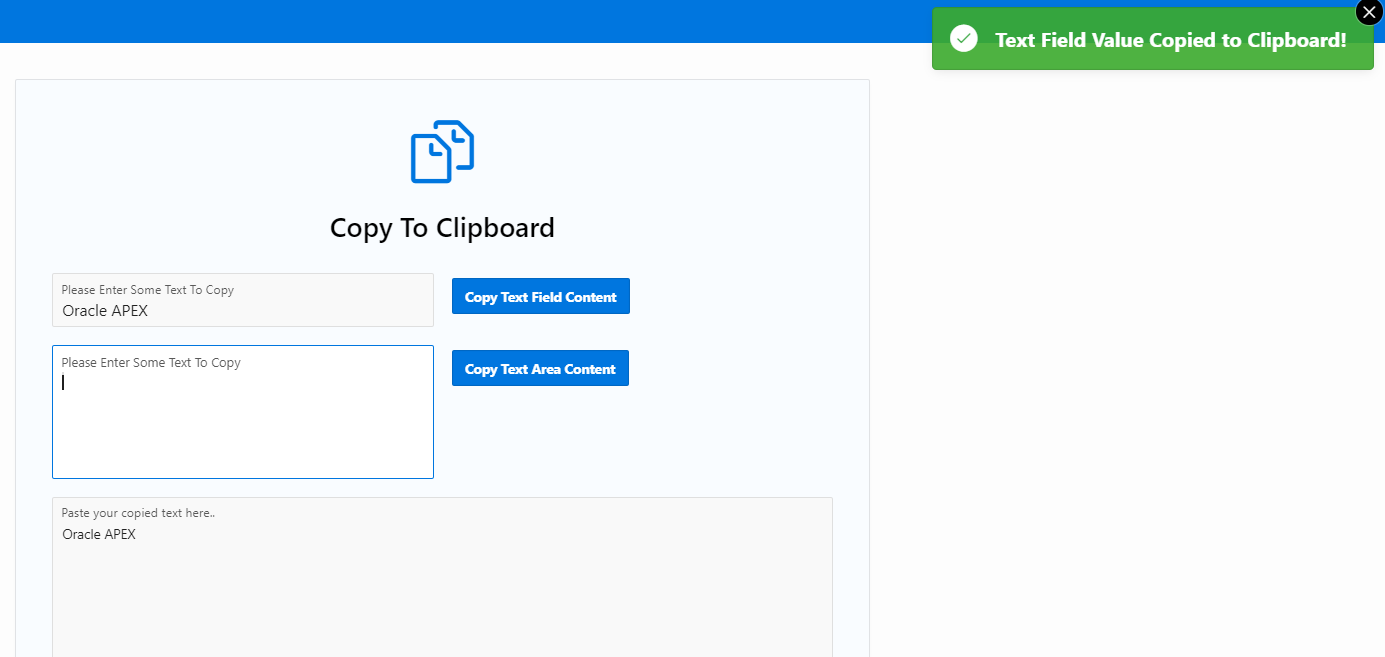 Text Field Value Copied to Clipboard!
Copy To Clipboard
Please Enter Some Text To Copy
Oracle APEX
Copy Text Field Content
Please Enter Some Text To Copy
Copy Text Area Content
Paste your copied text here..
Oracle APEX